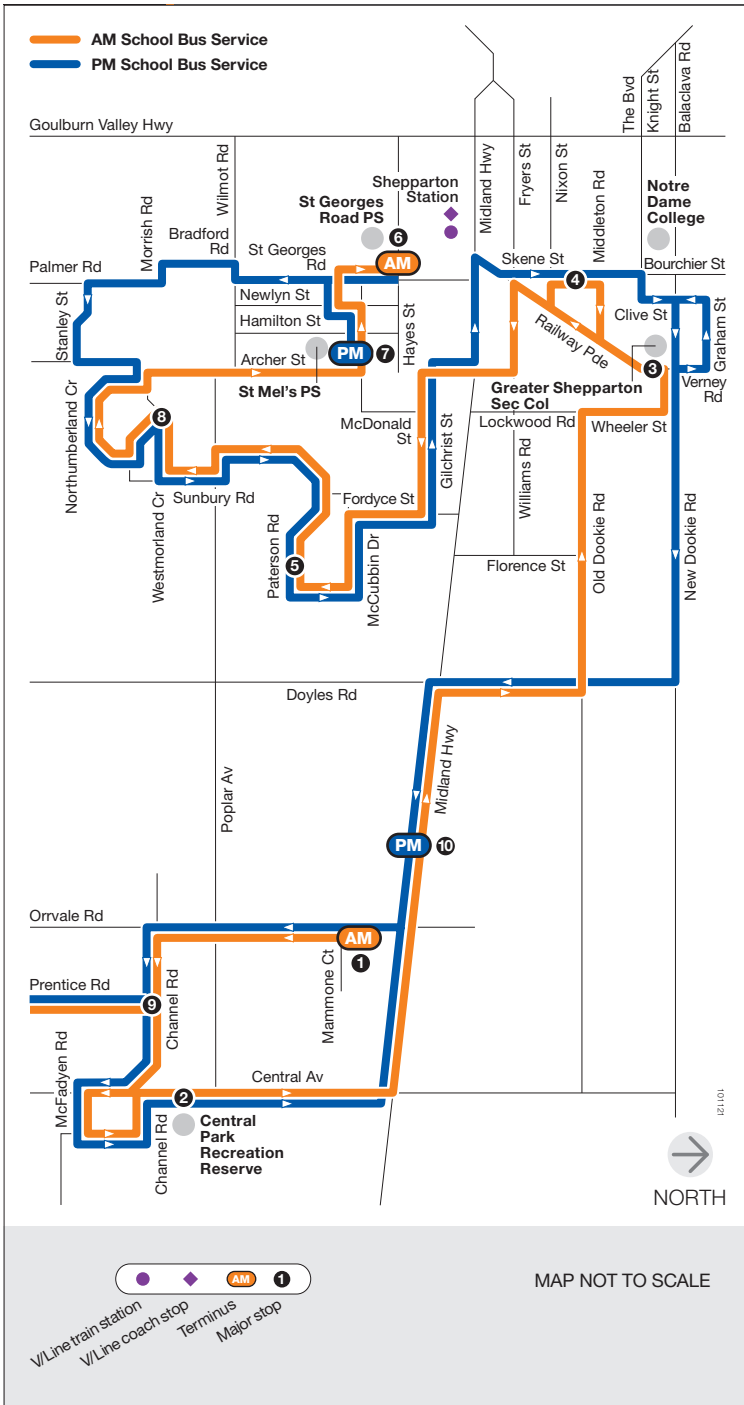 AM School Bus Service
PM School Bus Service
Goulburn Valley Hwy
The Bvd
Knight St
Balaclava Rd
Wilmot Rd
Midland Hwy
Fryers St
Nixon St
Middleton Rd
Morrish Rd
Bradford
Rd
St Georges
Road PS
Shepparton
Station
Notre
Dame
College
6
AM
St Georges
Rd
Skene St
Bourchier St
Palmer Rd
4
Stanley St
Newlyn St
Hamilton St
Hayes St
Clive St
Graham St
Railway Pde
PM
7
Archer St
St Mel's PS
3
Verney
Rd
Greater Shepparton
Sec Col
Northumberland Cr
8
McDonald
St
Gilchrist St
Lockwood Rd
Wheeler St
Williams Rd
Westmorland Cr
Sunbury Rd
Fordyce St
Paterson Rd
5
McCubbin Dr
Florence St
Old Dookie Rd
New Dookie Rd
Doyles Rd
Poplar Av
Midland Hwy
PM
10
Orrvale Rd
AM
1
Mammone Ct
Prentice Rd
9
Channel Rd
McFadyen Rd
Central Av
2
Channel Rd
Central
Park
Recreation
Reserve
101121
NORTH
AM
1
V/Line train station
V/Line coach stop
Terminus
Major stop
MAP NOT TO SCALE